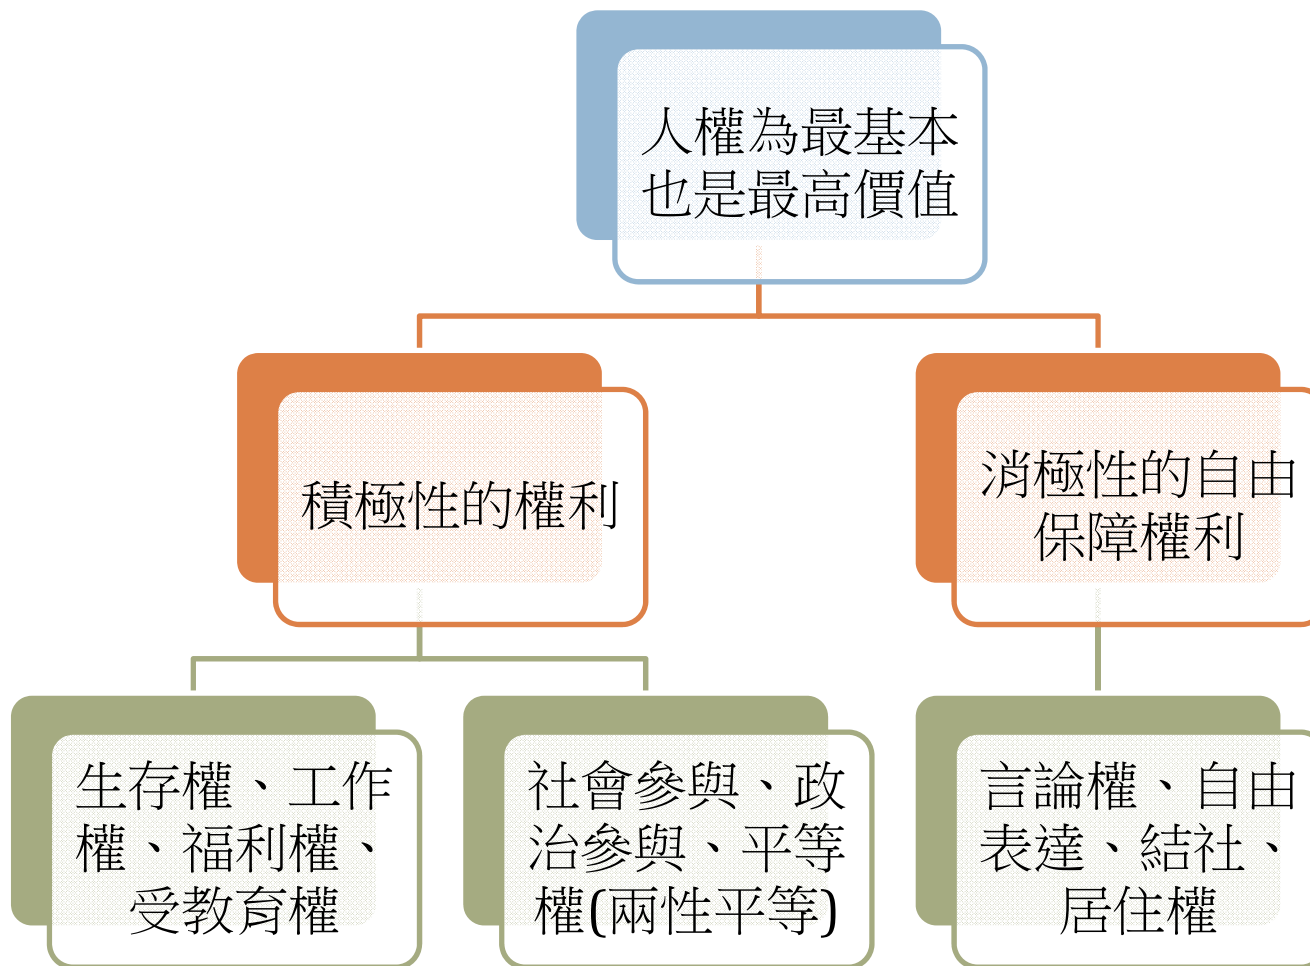 人權為最基本
也是最高價值
積極性的權利
消極性的自由
保障權利
生存權、工作
權、福利權、
受教育權
社會參與、政
治參與、平等
權(兩性平等)
言論權、自由
表達、結社、
居住權